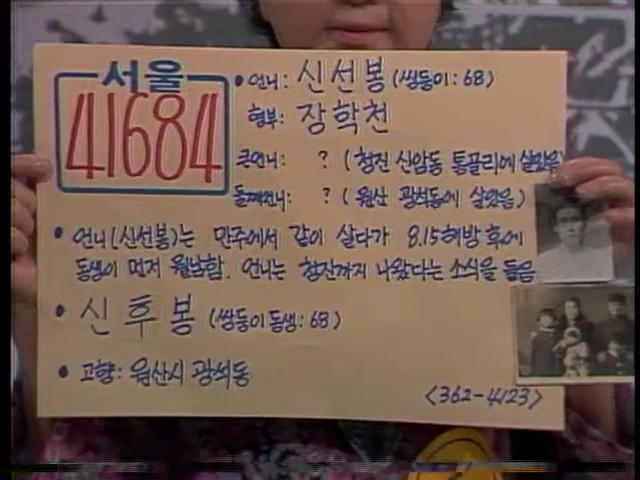 서울
41684
• 언니: 신선봉 (쌍둥이: 68)
형부: 장학천
큰언니: ? (청진 신암동 통골리에 살았음)
둘째언니: ? (원산 광석동에 살았음)
• 언니(신선봉)는 만주에서 같이 살다가 8.15해방 후에
동생이 먼저 월남함. 언니는 청진까지 나왔다는 소식을 들음
• 신후봉 (쌍둥이 동생: 68)
• 고향: 원산시 광석동
<362-4123>